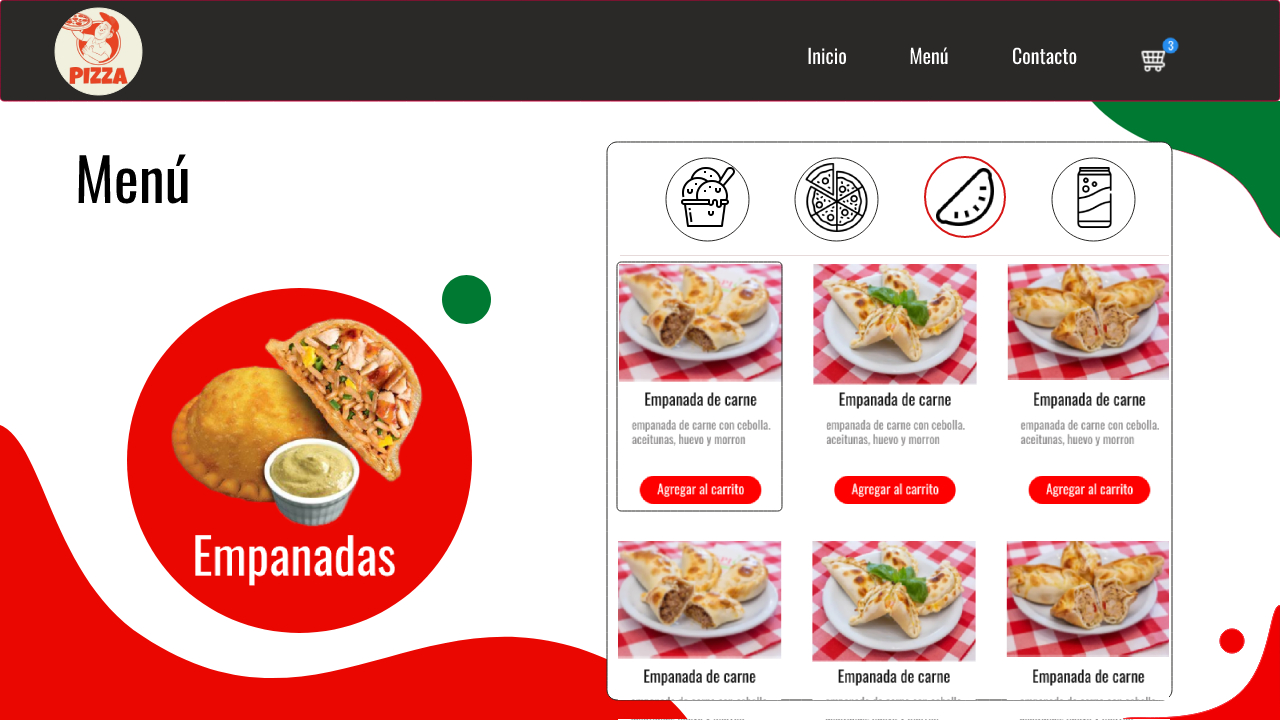 PIZZA
Inicio
Menú
Contacto
3
Menú
Empanadas
Empanada de carne
empanada de carne con cebolla.
aceitunas, huevo y morron
Agregar al carrito
Empanada de carne
empanada de carne con cebolla.
aceitunas, huevo y morron
Agregar al carrito
Empanada de carne
empanada de carne con cebolla.
aceitunas, huevo y morron
Agregar al carrito
Empanada de carne
Empanada de carne
Empanada de carne